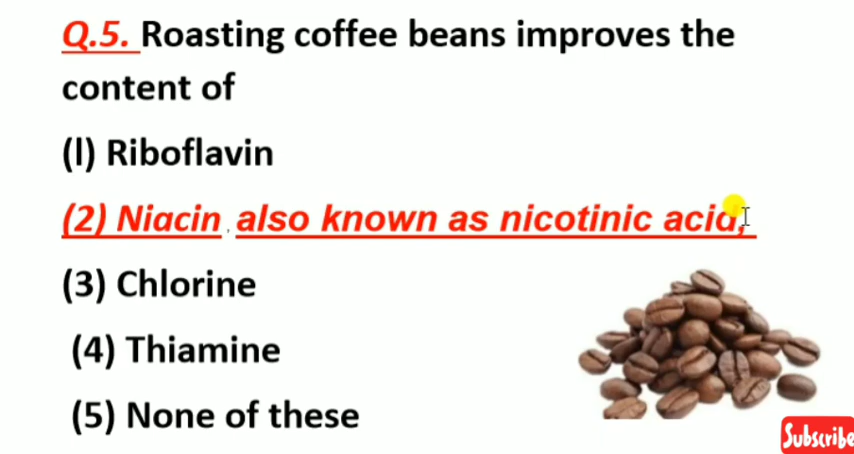 Q.5. Roasting coffee beans improves the
content of
(l) Riboflavin
(2) Niacin , also known as nicotinic acid,
(3) Chlorine
(4) Thiamine
(5) None of these
Subscribe